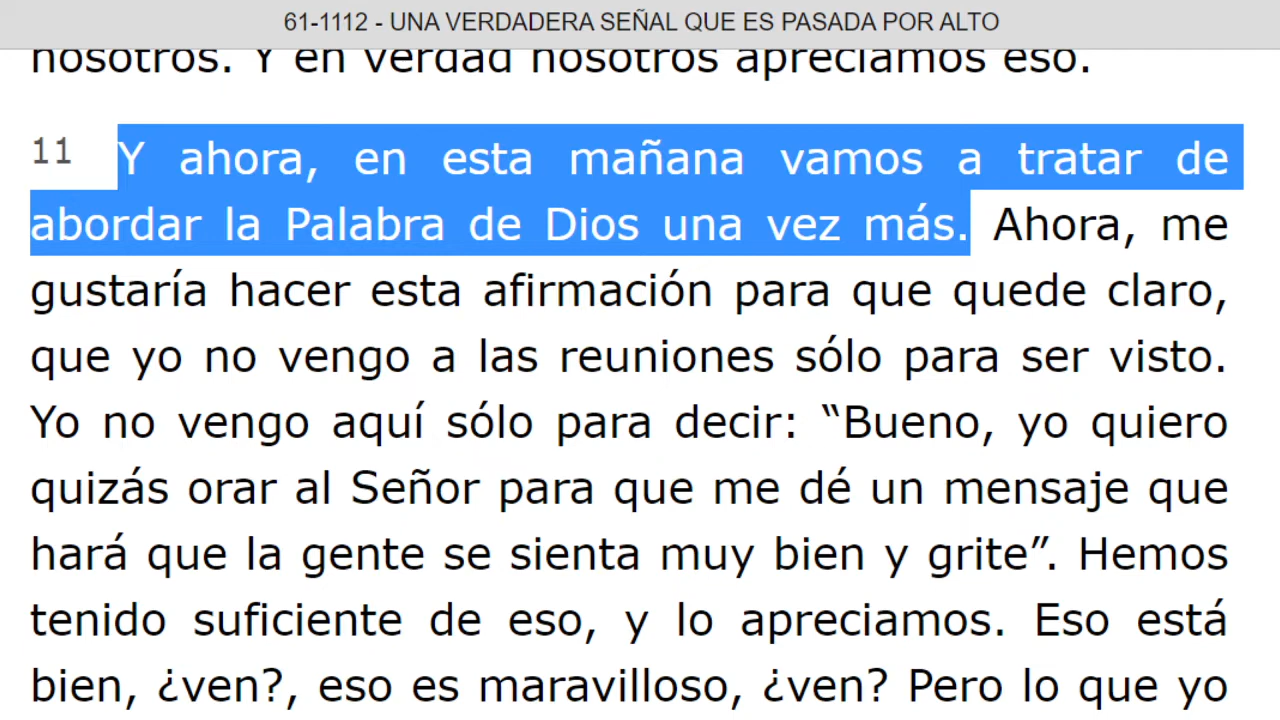 61-1112 - UNA VERDADERA SEÑAL QUE ES PASADA POR ALTO
nosotros. Y en verdad nosotros apreciamos eso.
11 Y ahora, en esta mañana vamos a tratar de
abordar la Palabra de Dios una vez más. Ahora, me
gustaría hacer esta afirmación para que quede claro,
que yo no vengo a las reuniones sólo para ser visto.
Yo no vengo aquí sólo para decir: “Bueno, yo quiero
quizás orar al Señor para que me dé un mensaje que
hará que la gente se sienta muy bien y grite”. Hemos
tenido suficiente de eso, y lo apreciamos. Eso está
bien, ¿ven?, eso es maravilloso, ¿ven? Pero lo que yo